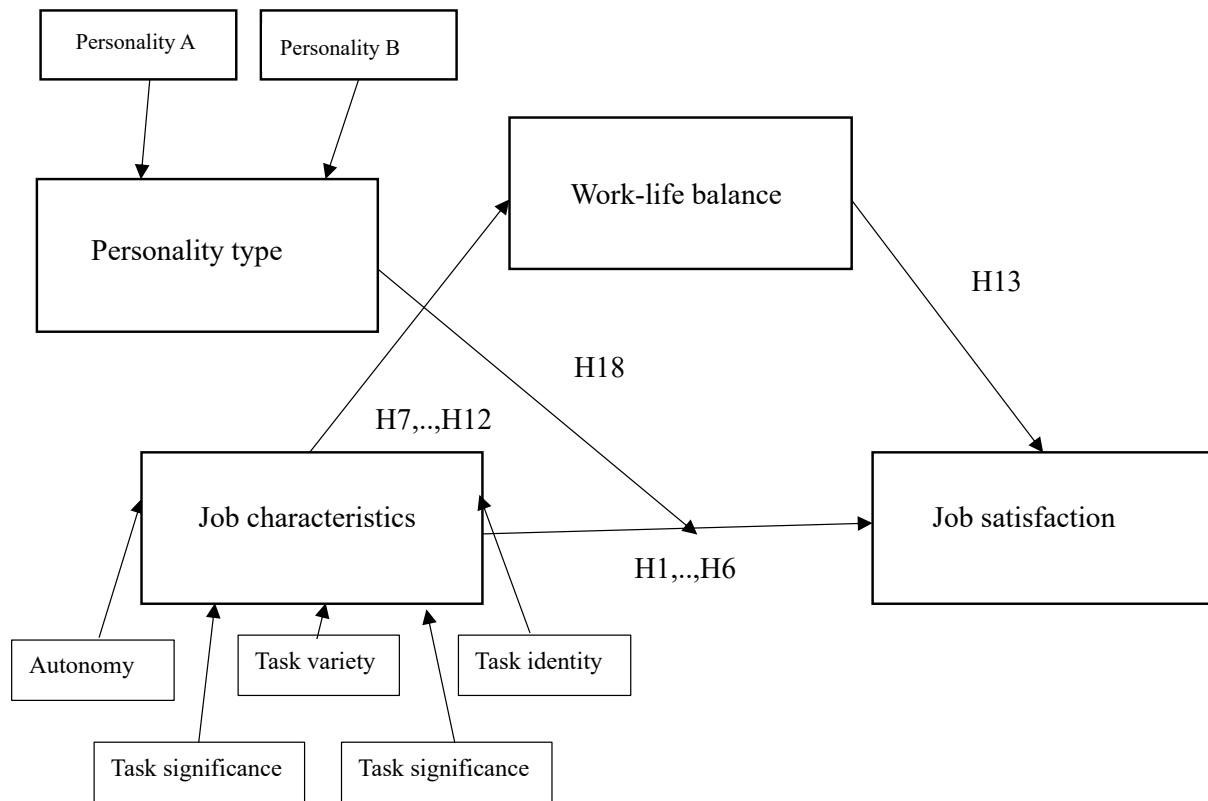 Personality A
Personality B
Work-life balance
Personality type
H13
H18
H7,..,H12
Job characteristics
Job satisfaction
H1,..,H6
Autonomy
Task variety
Task identity
Task significance
Task significance